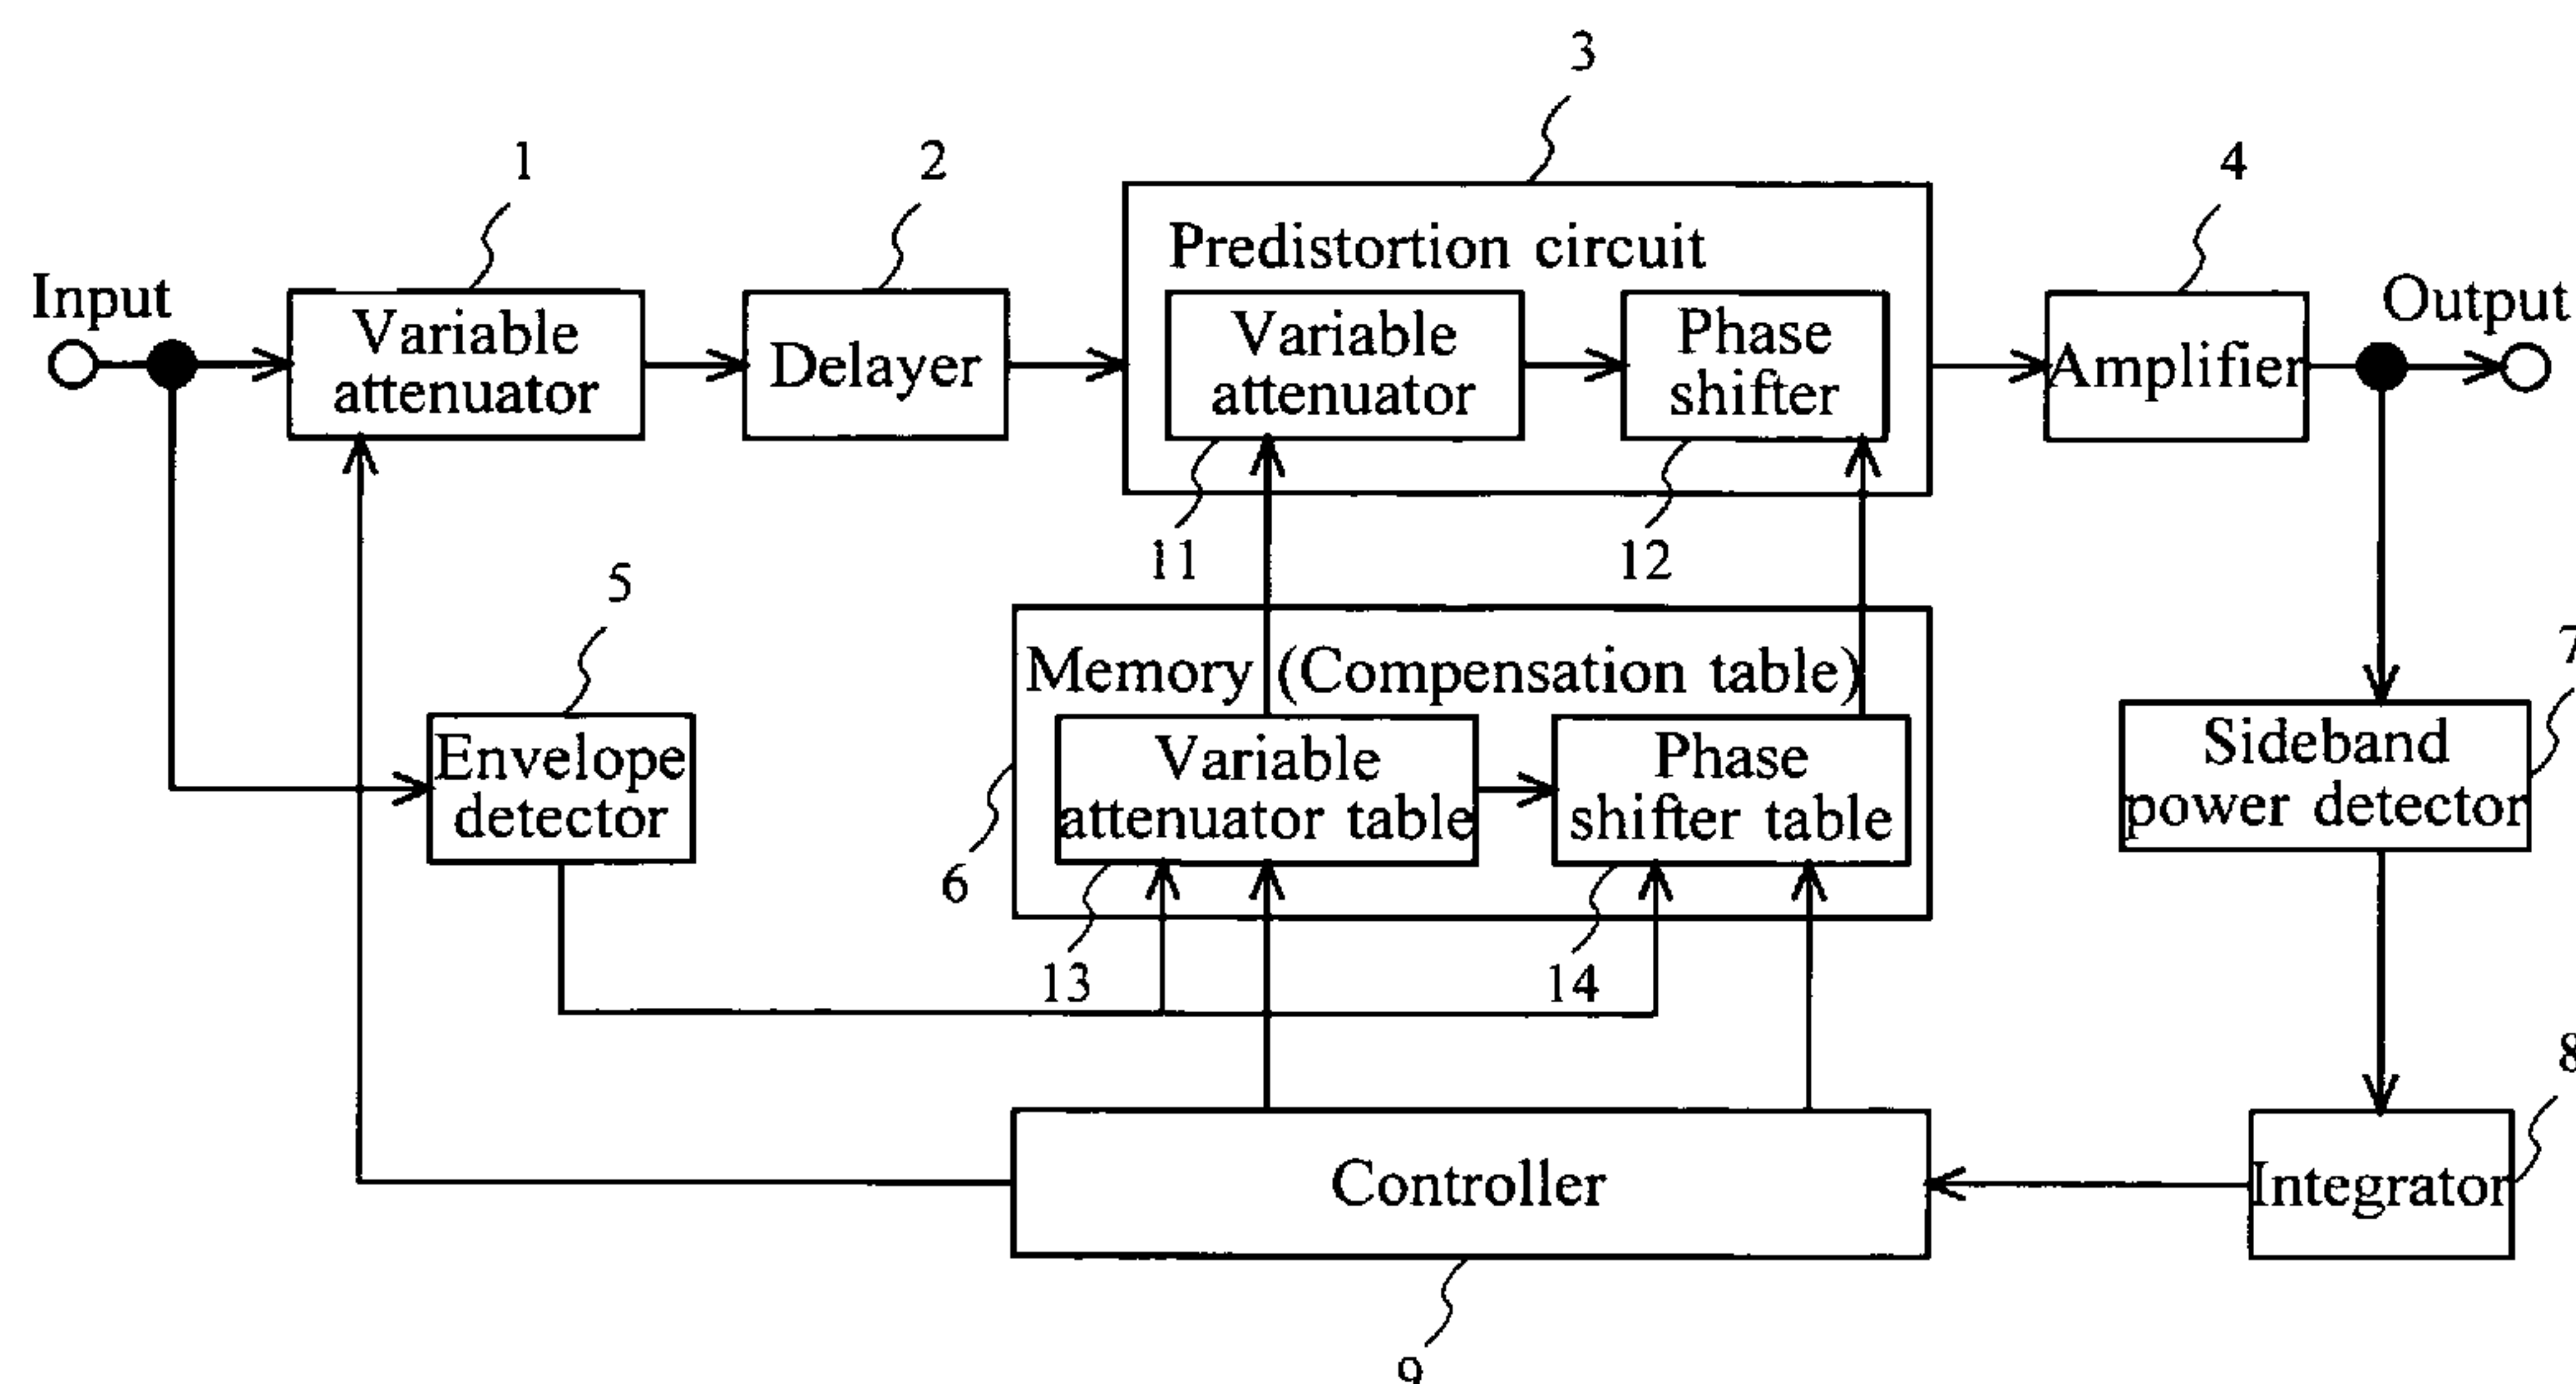 3
1
2
4
Predistortion circuit
Input
Variable
attenuator
Delayer
Variable
attenuator
Phase
shifter
Amplifier
Output
11
12
5
7
Memory (Compensation table)
Envelope
detector
Variable
attenuator table
Phase
shifter table
Sideband
power detector
6
13
14
8
Controller
Integrator
9